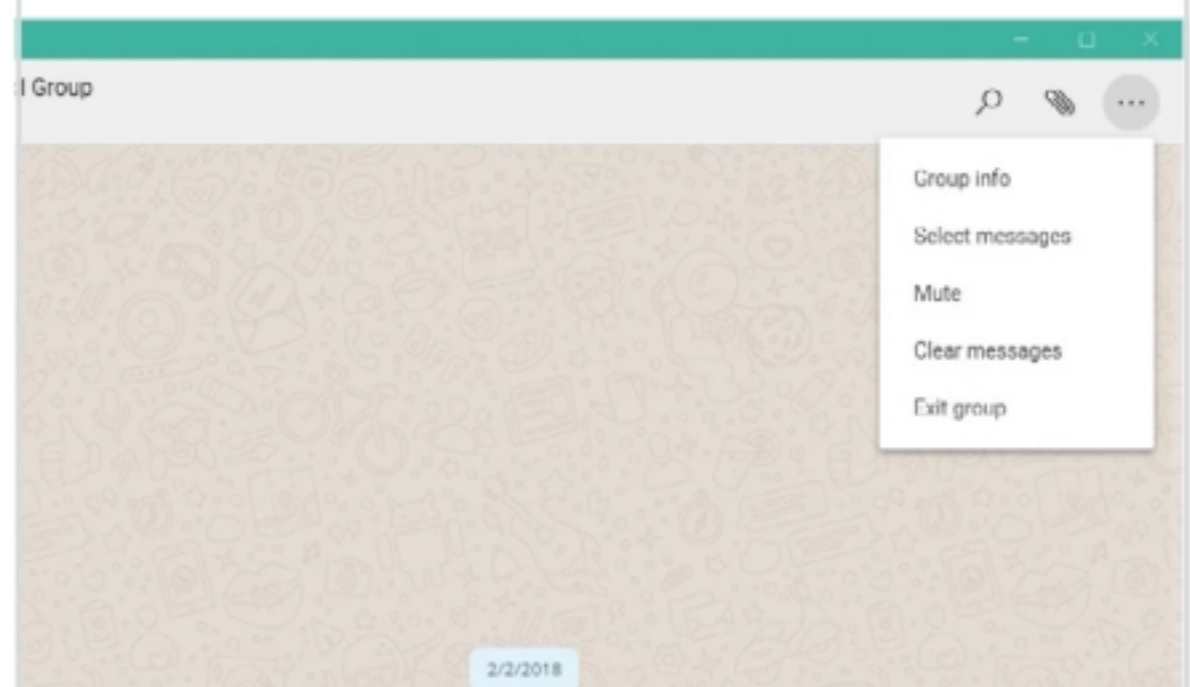 l Group
Group info
Select messages
Mute
Clear messages
Exit group
2/2/2018